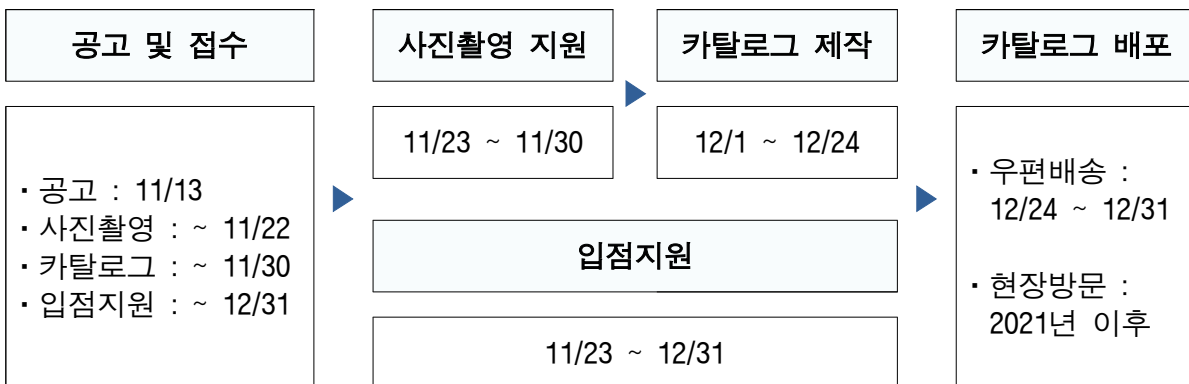 공고 및 접수
· 공고 : 11/13
· 사진촬영 : ~ 11/22
· 카탈로그 : ~ 11/30
· 입점지원 : ~ 12/31
사진촬영 지원
11/23 ~ 11/30
카탈로그 제작
12/1 ~ 12/24
입점지원
11/23 ~ 12/31
카탈로그 배포
· 우편배송 :
12/24 ~ 12/31
· 현장방문 :
2021년 이후